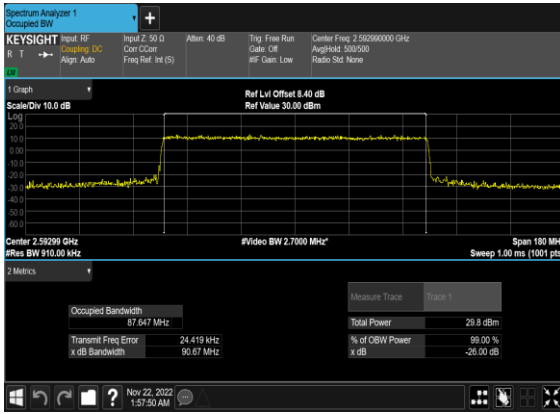 Spectrum Analyzer 1
Occupied BW
+
KEYSIGHT
R T
LXI
Input: RF
Coupling: DC
Align: Auto
Input Z: 50 Ω
Corr CCorr
Freq Ref: Int (S)
Atten: 40 dB
Trig: Free Run
Gate: Off
#IF Gain: Low
Center Freq: 2.592990000 GHz
Avg|Hold: 500/500
Radio Std: None
1 Graph
Scale/Div 10.0 dB
Ref Lvl Offset 8.40 dB
Ref Value 30.00 dBm
Log
20.0
10.0
0.00
-10.0
-20.0
-30.0
-40.0
-50.0
-60.0
Center 2.59299 GHz
#Res BW 910.00 kHz
#Video BW 2.7000 MHz*
Span 180 MH
Sweep 1.00 ms (1001 pts
2 Metrics
Measure Trace
Trace 1
Occupied Bandwidth
87.647 MHz
Total Power
29.8 dBm
Transmit Freq Error
24.419 kHz
% of OBW Power
99.00 %
x dB Bandwidth
90.67 MHz
x dB
-26.00 dB
?
Nov 22, 2022
1:57:50 AM